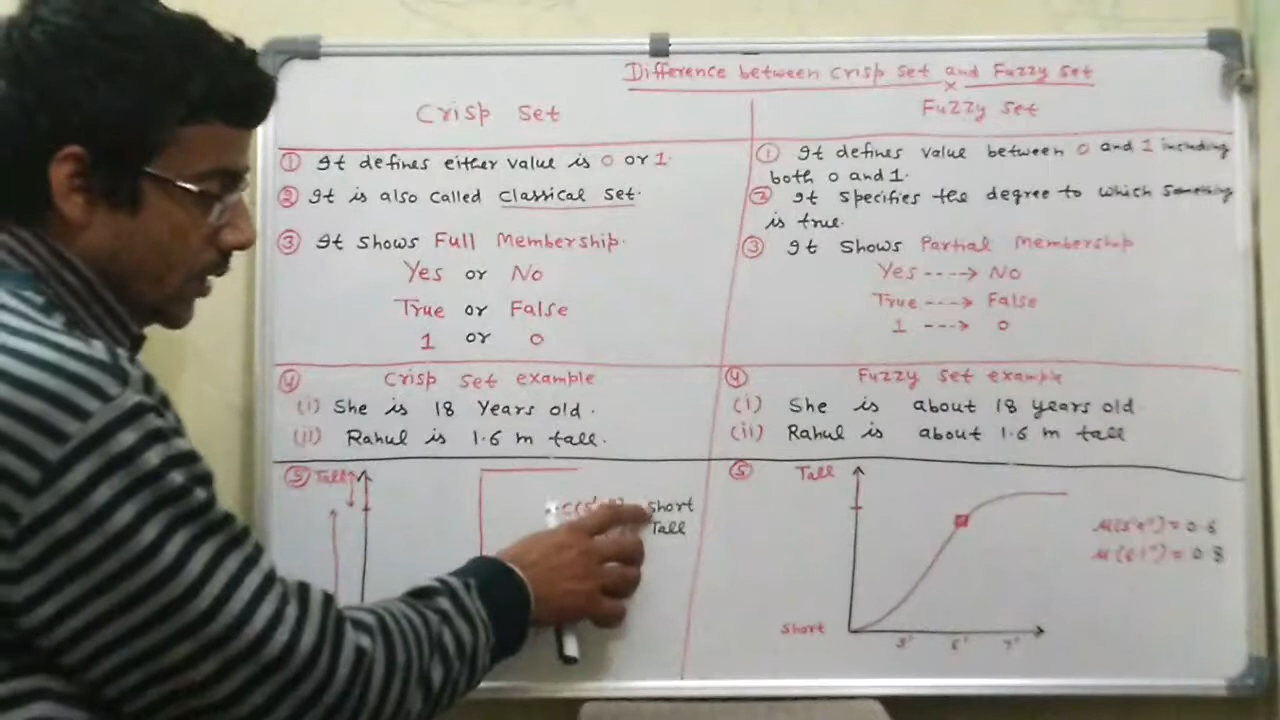 Difference between Crisp Set and Fuzzy Set
Crisp Set
① It defines either value is 0 or 1.
② It is also called Classical Set.
③ It shows Full Membership.
Yes or No
True or False
1 or 0
④ Crisp Set example
(i) She is 18 Years old.
(ii) Rahul is 1.6 m tall.
⑤ Tall
Short
Tall
Fuzzy Set
① It defines value between 0 and 1 including
both 0 and 1.
② It specifies the degree to which something
is true.
③ It shows Partial Membership
Yes ----> No
True ----> False
1 ---> 0
④ Fuzzy Set example
(i) She is about 18 years old.
(ii) Rahul is about 1.6 m tall
⑤ Tall
Short
5' 6' 7'